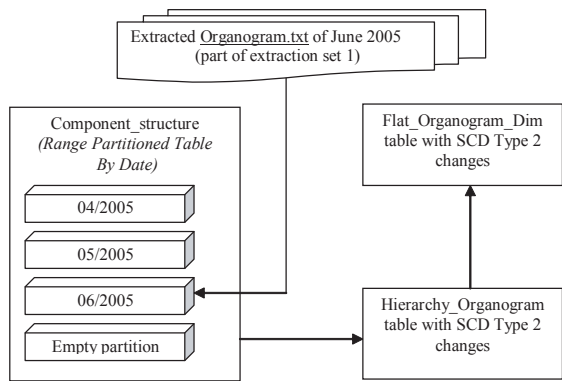 Extracted Organogram.txt of June 2005
(part of extraction set 1)
Component_structure
(Range Partitioned Table
By Date)
04/2005
05/2005
06/2005
Empty partition
Flat_Organogram_Dim
table with SCD Type 2
changes
Hierarchy_Organogram
table with SCD Type 2
changes